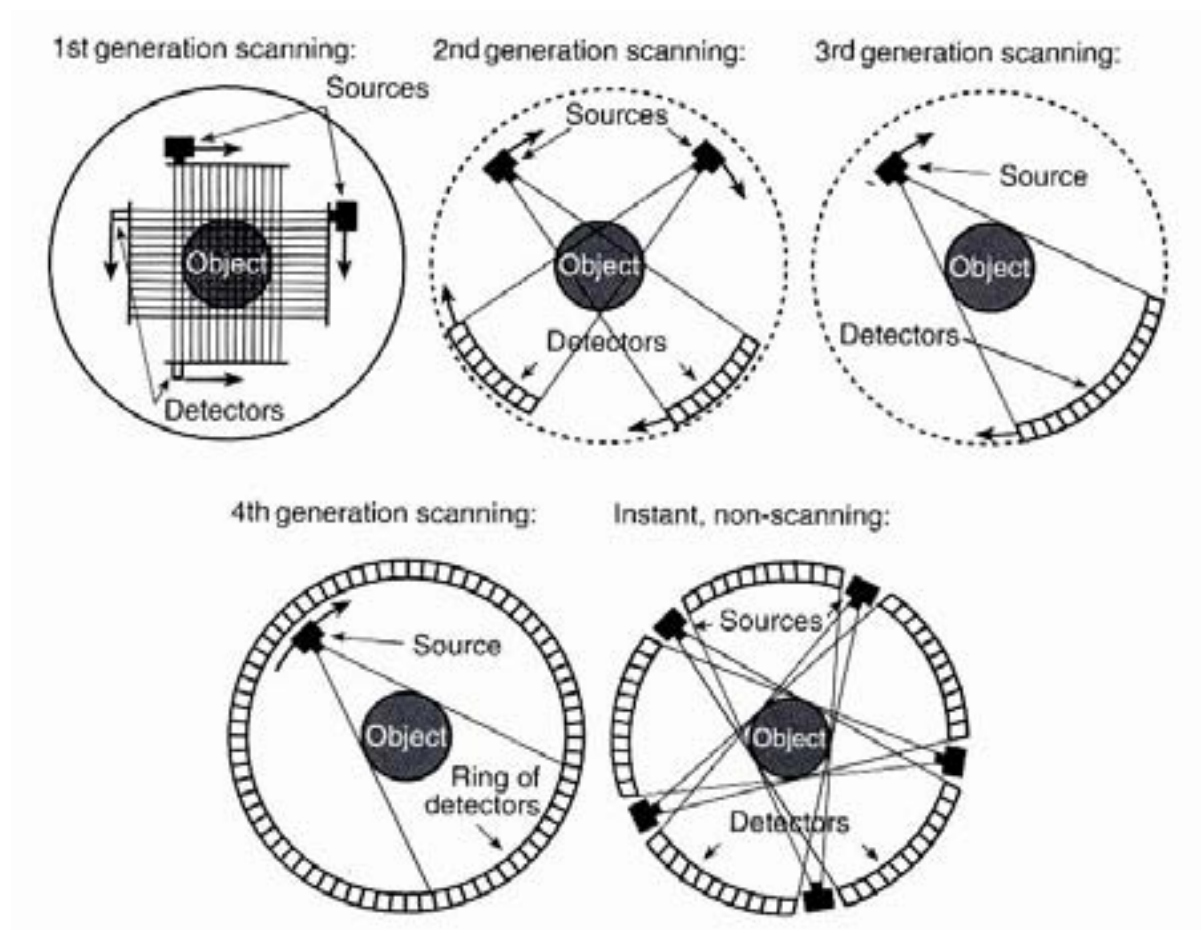 1st generation scanning:
Sources
Object
Detectors
2nd generation scanning:
Sources
Object
Detectors
3rd generation scanning:
Source
Object
Detectors
4th generation scanning:
Source
Object
Ring of
detectors
Instant, non-scanning:
Sources
Object
Detectors